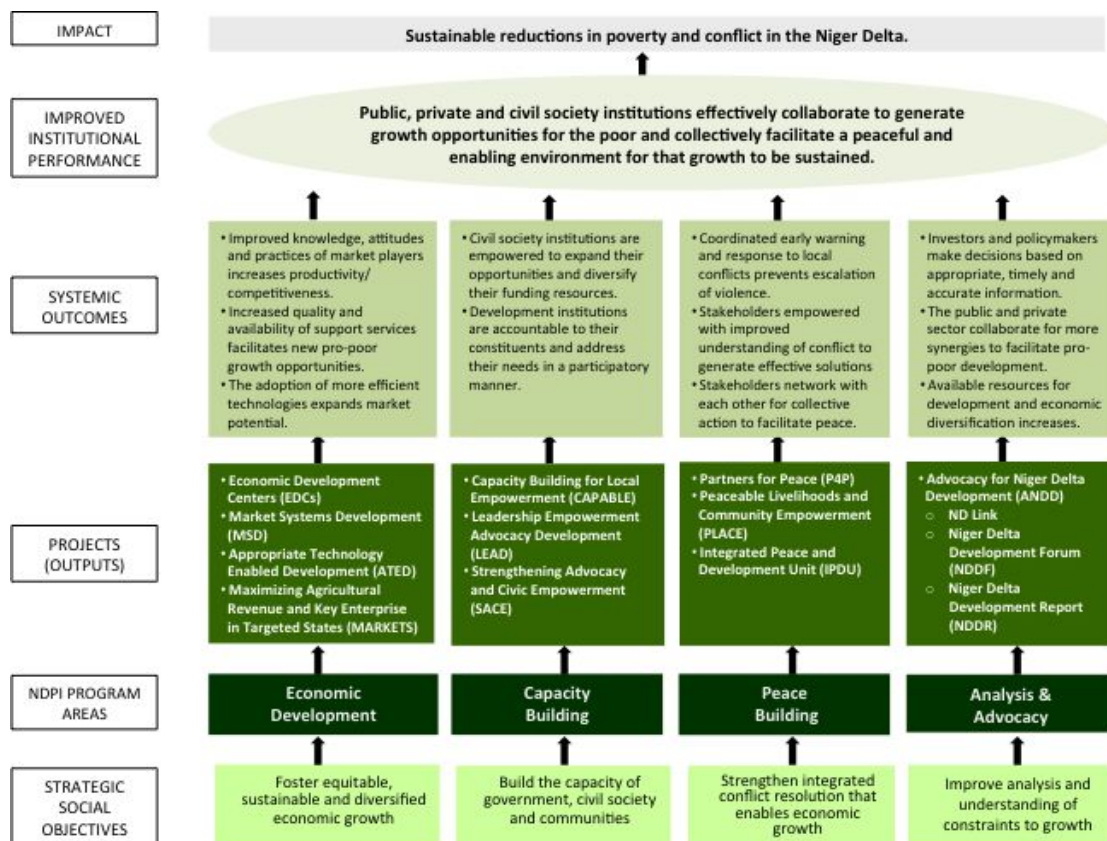 IMPACT
Sustainable reductions in poverty and conflict in the Niger Delta.
IMPROVED
INSTITUTIONAL
PERFORMANCE
Public, private and civil society institutions effectively collaborate to generate
growth opportunities for the poor and collectively facilitate a peaceful and
enabling environment for that growth to be sustained.
SYSTEMIC
OUTCOMES
• Improved knowledge, attitudes
and practices of market players
increases productivity/
competitiveness.
• Increased quality and
availability of support services
facilitates new pro-poor
growth opportunities.
• The adoption of more efficient
technologies expands market
potential.
• Civil society institutions are
empowered to expand their
opportunities and diversify
their funding resources.
• Development institutions
are accountable to their
constituents and address
their needs in a participatory
manner.
• Coordinated early warning
and response to local
conflicts prevents escalation
of violence.
• Stakeholders empowered
with improved
understanding of conflict to
generate effective solutions
• Stakeholders network with
each other for collective
action to facilitate peace.
• Investors and policymakers
make decisions based on
appropriate, timely and
accurate information.
• The public and private
sector collaborate for more
synergies to facilitate pro-
poor development.
• Available resources for
development and economic
diversification increases.
PROJECTS
(OUTPUTS)
• Economic Development
Centers (EDCs)
• Market Systems Development
(MSD)
• Appropriate Technology
Enabled Development (ATED)
• Maximizing Agricultural
Revenue and Key Enterprise
in Targeted States (MARKETS)
• Capacity Building for Local
Empowerment (CAPABLE)
• Leadership Empowerment
Advocacy Development
(LEAD)
• Strengthening Advocacy
and Civic Empowerment
(SACE)
• Partners for Peace (P4P)
• Peaceable Livelihoods and
Community Empowerment
(PLACE)
• Integrated Peace and
Development Unit (IPDU)
• Advocacy for Niger Delta
Development (ANDD)
o ND Link
o Niger Delta
Development Forum
(NDDF)
o Niger Delta
Development Report
(NDDR)
NDPI PROGRAM
AREAS
Economic
Development
Capacity
Building
Peace
Building
Analysis &
Advocacy
STRATEGIC
SOCIAL
OBJECTIVES
Foster equitable,
sustainable and diversified
economic growth
Build the capacity of
government, civil society
and communities
Strengthen integrated
conflict resolution that
enables economic
growth
Improve analysis and
understanding of
constraints to growth